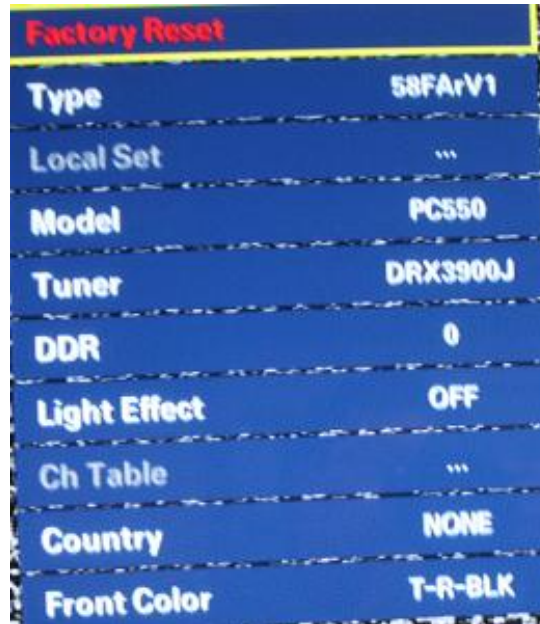 Factory Reset
Type 58FArV1
Local Set ...
Model PC550
Tuner DRX3900J
DDR 0
Light Effect OFF
Ch Table ...
Country NONE
Front Color T-R-BLK